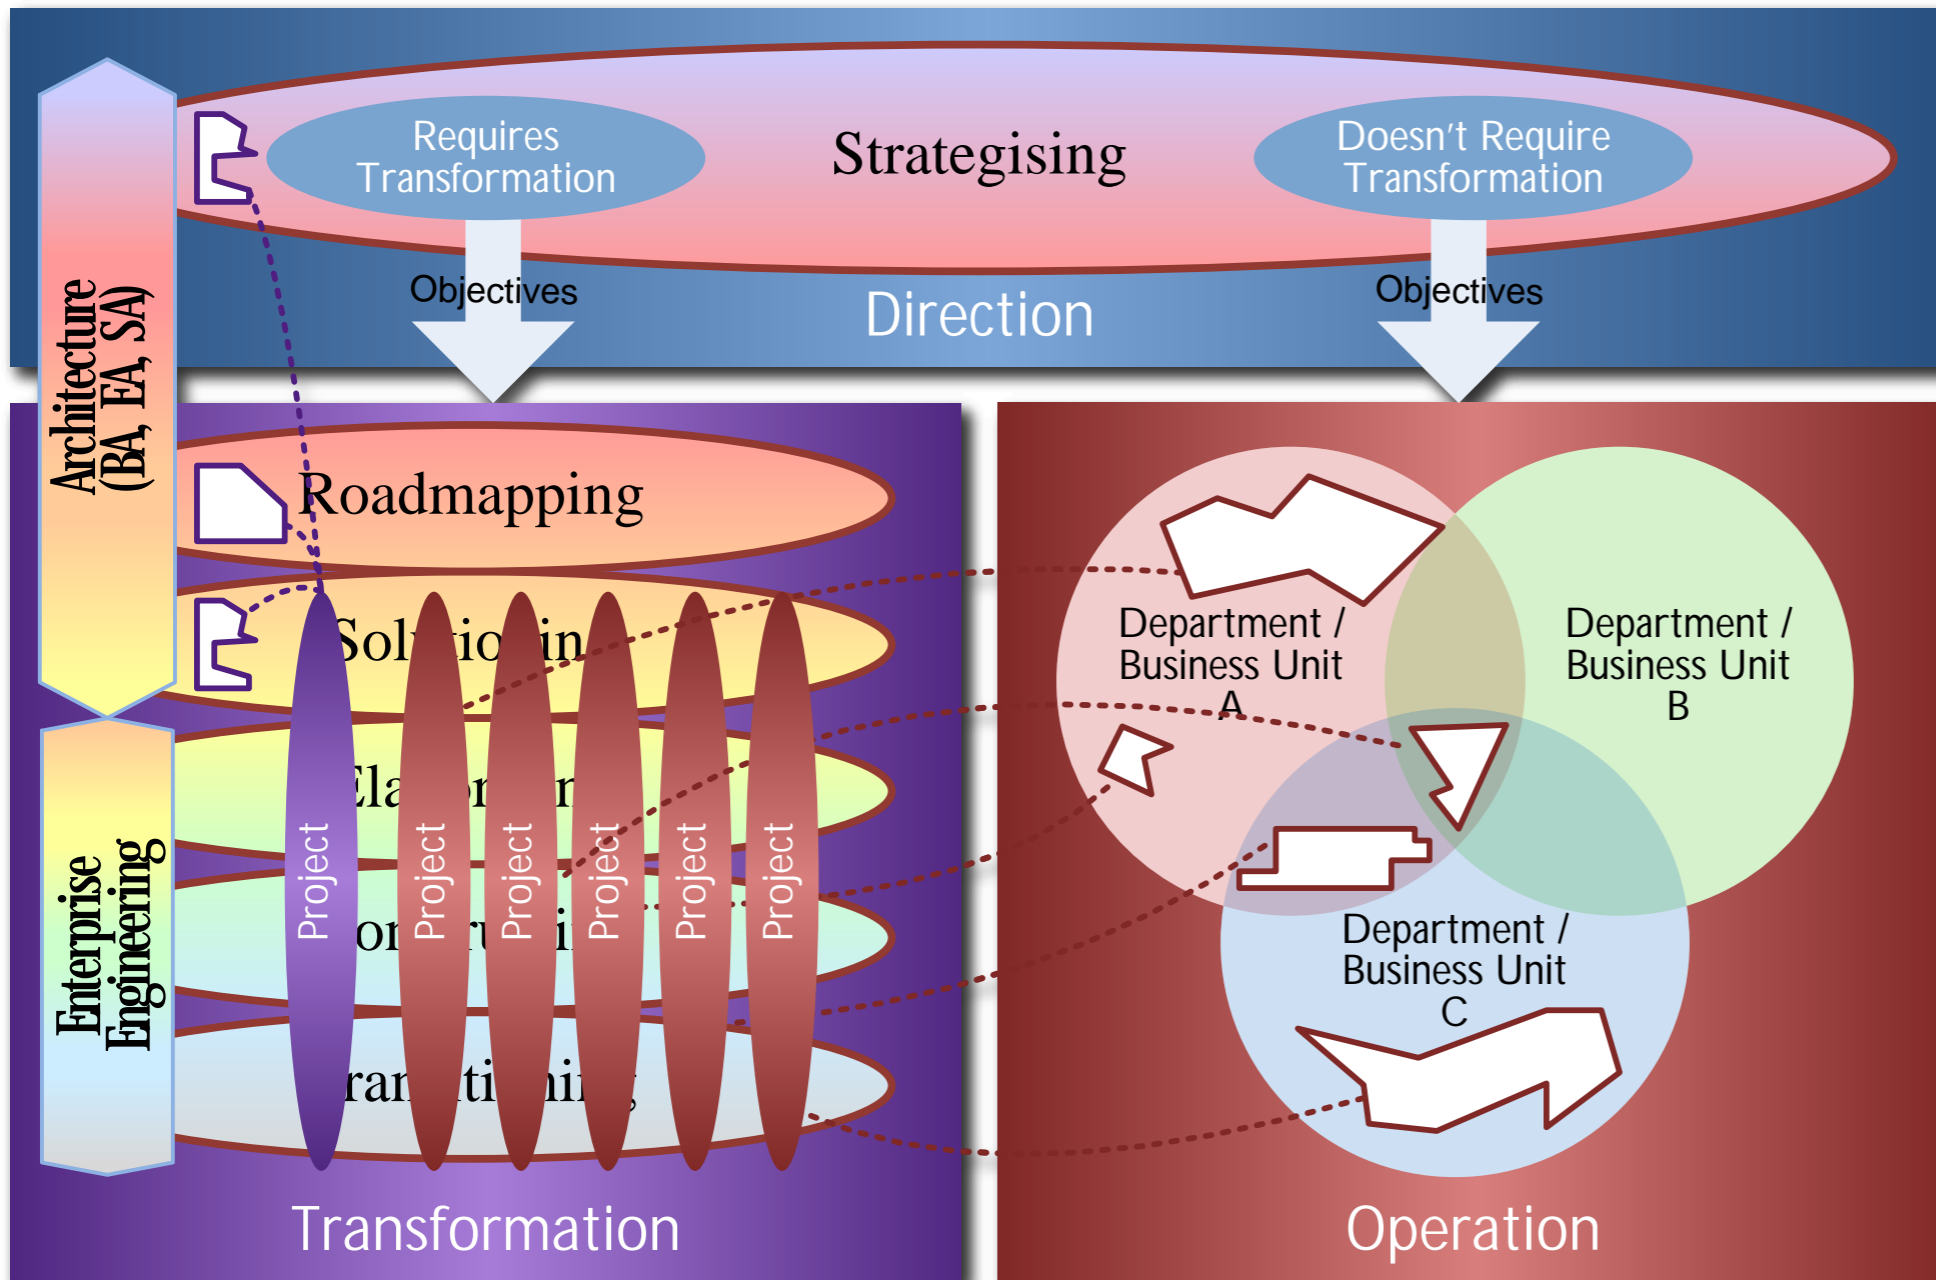 Requires
Transformation
Strategising
Doesn't Require
Transformation
Objectives
Objectives
Direction
Architecture
(BA, EA, SA)
Roadmapping
Enterprise
Engineering
Project
Project
Project
Project
Project
Project
Department /
Business Unit
A
Department /
Business Unit
B
Department /
Business Unit
C
Transformation
Operation